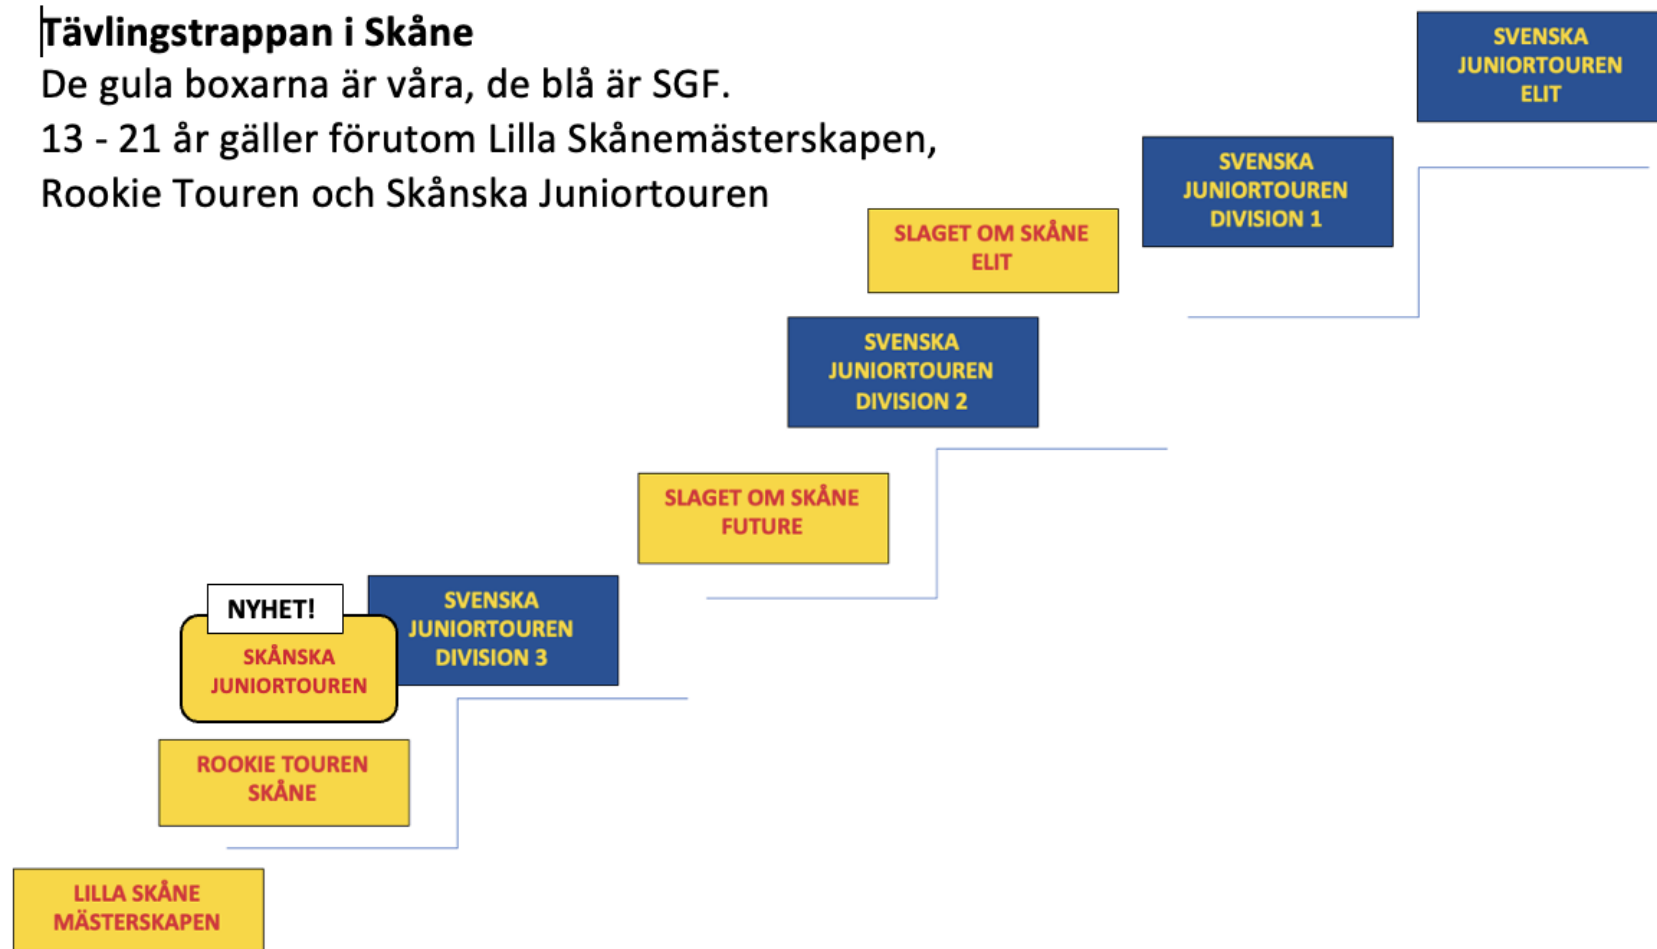 Tävlingstrappan i Skåne
De gula boxarna är våra, de blå är SGF.
13 - 21 år gäller förutom Lilla Skånemästerskapen,
Rookie Touren och Skånska Juniortouren
SVENSKA
JUNIORTOUREN
ELIT
SVENSKA
JUNIORTOUREN
DIVISION 1
SLAGET OM SKÅNE
ELIT
SVENSKA
JUNIORTOUREN
DIVISION 2
SLAGET OM SKÅNE
FUTURE
SVENSKA
JUNIORTOUREN
DIVISION 3
NYHET!
SKÅNSKA
JUNIORTOUREN
ROOKIE TOUREN
SKÅNE
LILLA SKÅNE
MÄSTERSKAPEN